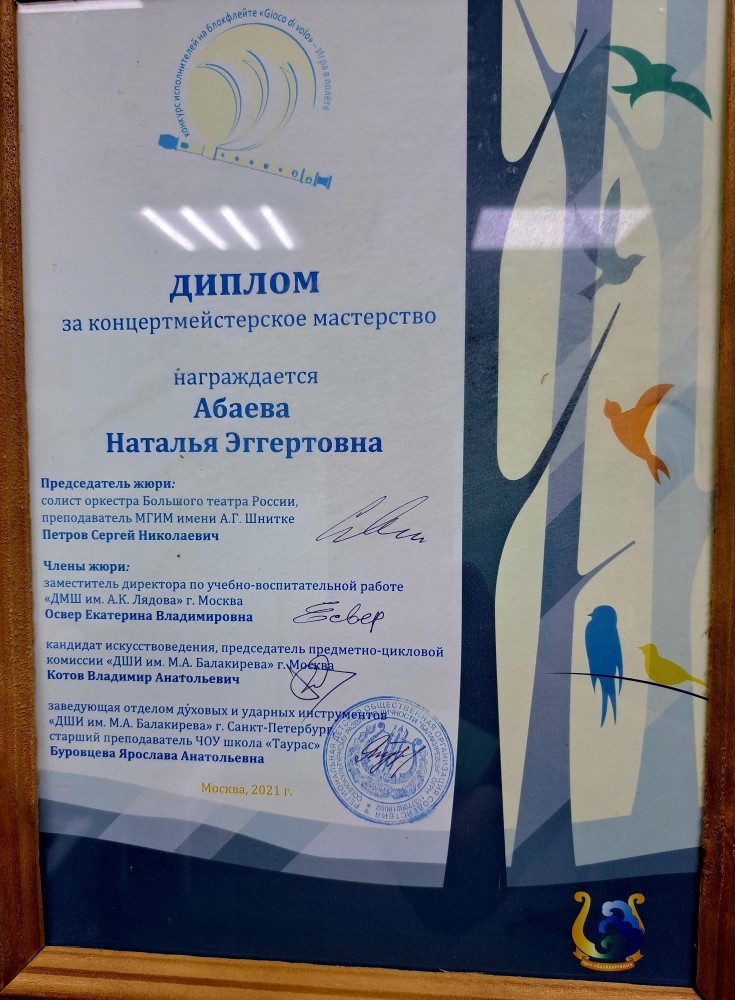 конкурс исполнителей на блокфлейте «Gioco di volo» – Игра в полёте
ДИПЛОМ
за концертмейстерское мастерство
награждается
Абаева
Наталья Эггертовна
Председатель жюри:
солист оркестра Большого театра России,
преподаватель МГИМ имени А.Г. Шнитке
Петров Сергей Николаевич
Члены жюри:
заместитель директора по учебно-воспитательной работе
«ДМШ им. А.К. Лядова» г. Москва
Освер Екатерина Владимировна
кандидат искусствоведения, председатель предметно-цикловой
комиссии «ДШИ им. М.А. Балакирева» г. Москва
Котов Владимир Анатольевич
заведующая отделом духовых и ударных инструментов
«ДШИ им. М.А. Балакирева» г. Санкт-Петербург,
старший преподаватель ЧОУ школа «Таурас»
Буровцева Ярослава Анатольевна
Москва, 2021 г.